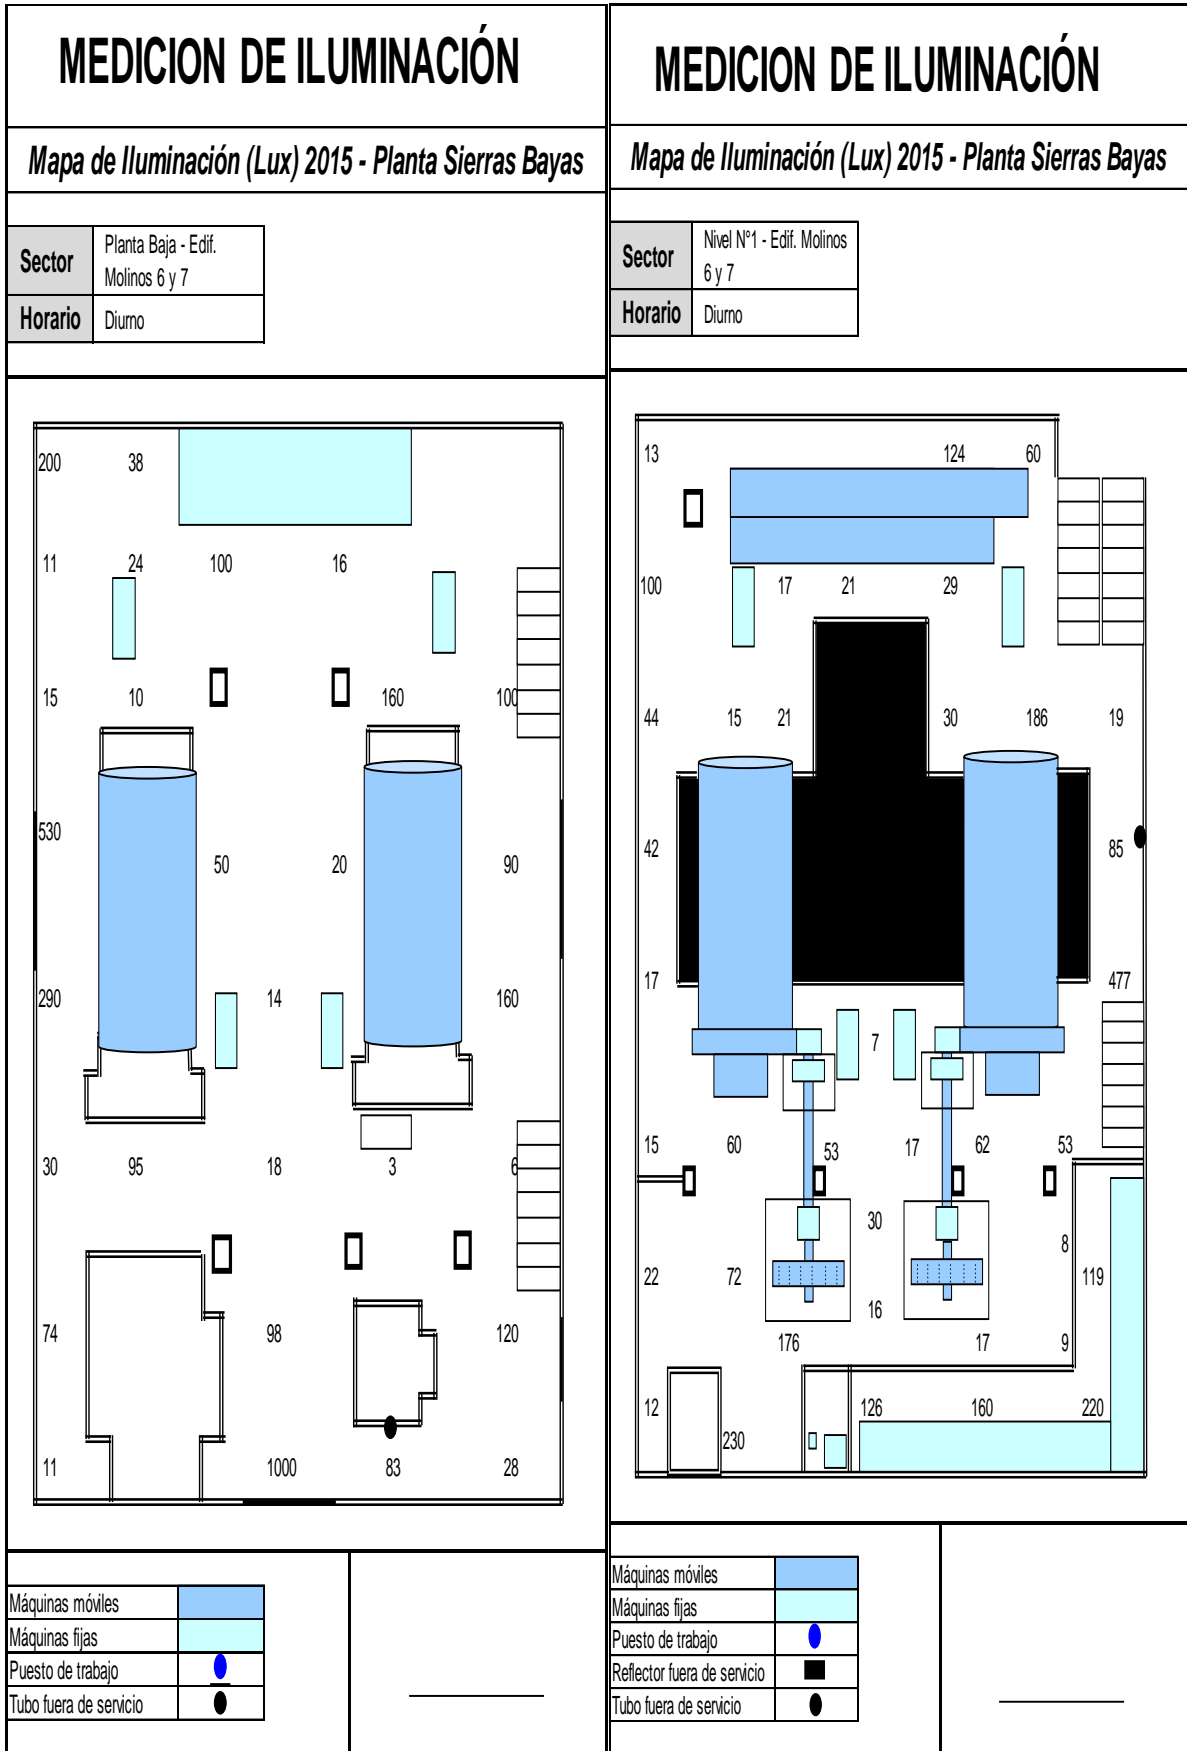 MEDICION DE ILUMINACIÓN
Mapa de Iluminación (Lux) 2015 - Planta Sierras Bayas
Sector
Planta Baja - Edif.
Molinos 6 y 7
Horario
Diurno
200 38
11 24 100 16
15 10 160 100
530
50 20 90
290 14 160
30 95 18 3 6
74 98 120
11 1000 83 28
Máquinas móviles
Máquinas fijas
Puesto de trabajo
Tubo fuera de servicio
MEDICION DE ILUMINACIÓN
Mapa de Iluminación (Lux) 2015 - Planta Sierras Bayas
Sector
Nivel N°1 - Edif. Molinos
6 y 7
Horario
Diurno
13 124 60
100 17 21 29
44 15 21 30 186 19
42 85
17 477
7
15 60 53 17 62 53
30
8
22 72 119
16
176 17 9
12 126 160 220
230
Máquinas móviles
Máquinas fijas
Puesto de trabajo
Reflector fuera de servicio
Tubo fuera de servicio